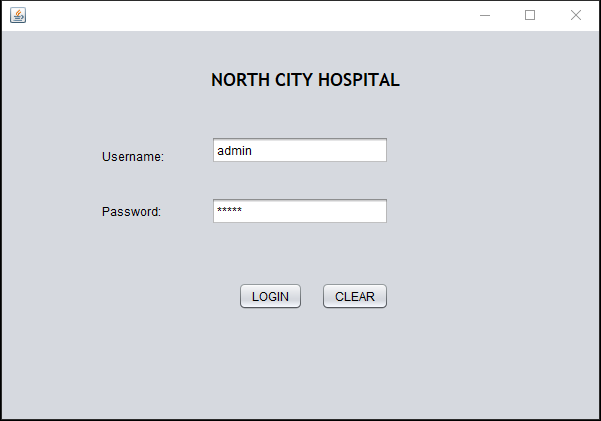 NORTH CITY HOSPITAL
Username: admin
Password: *****
LOGIN CLEAR